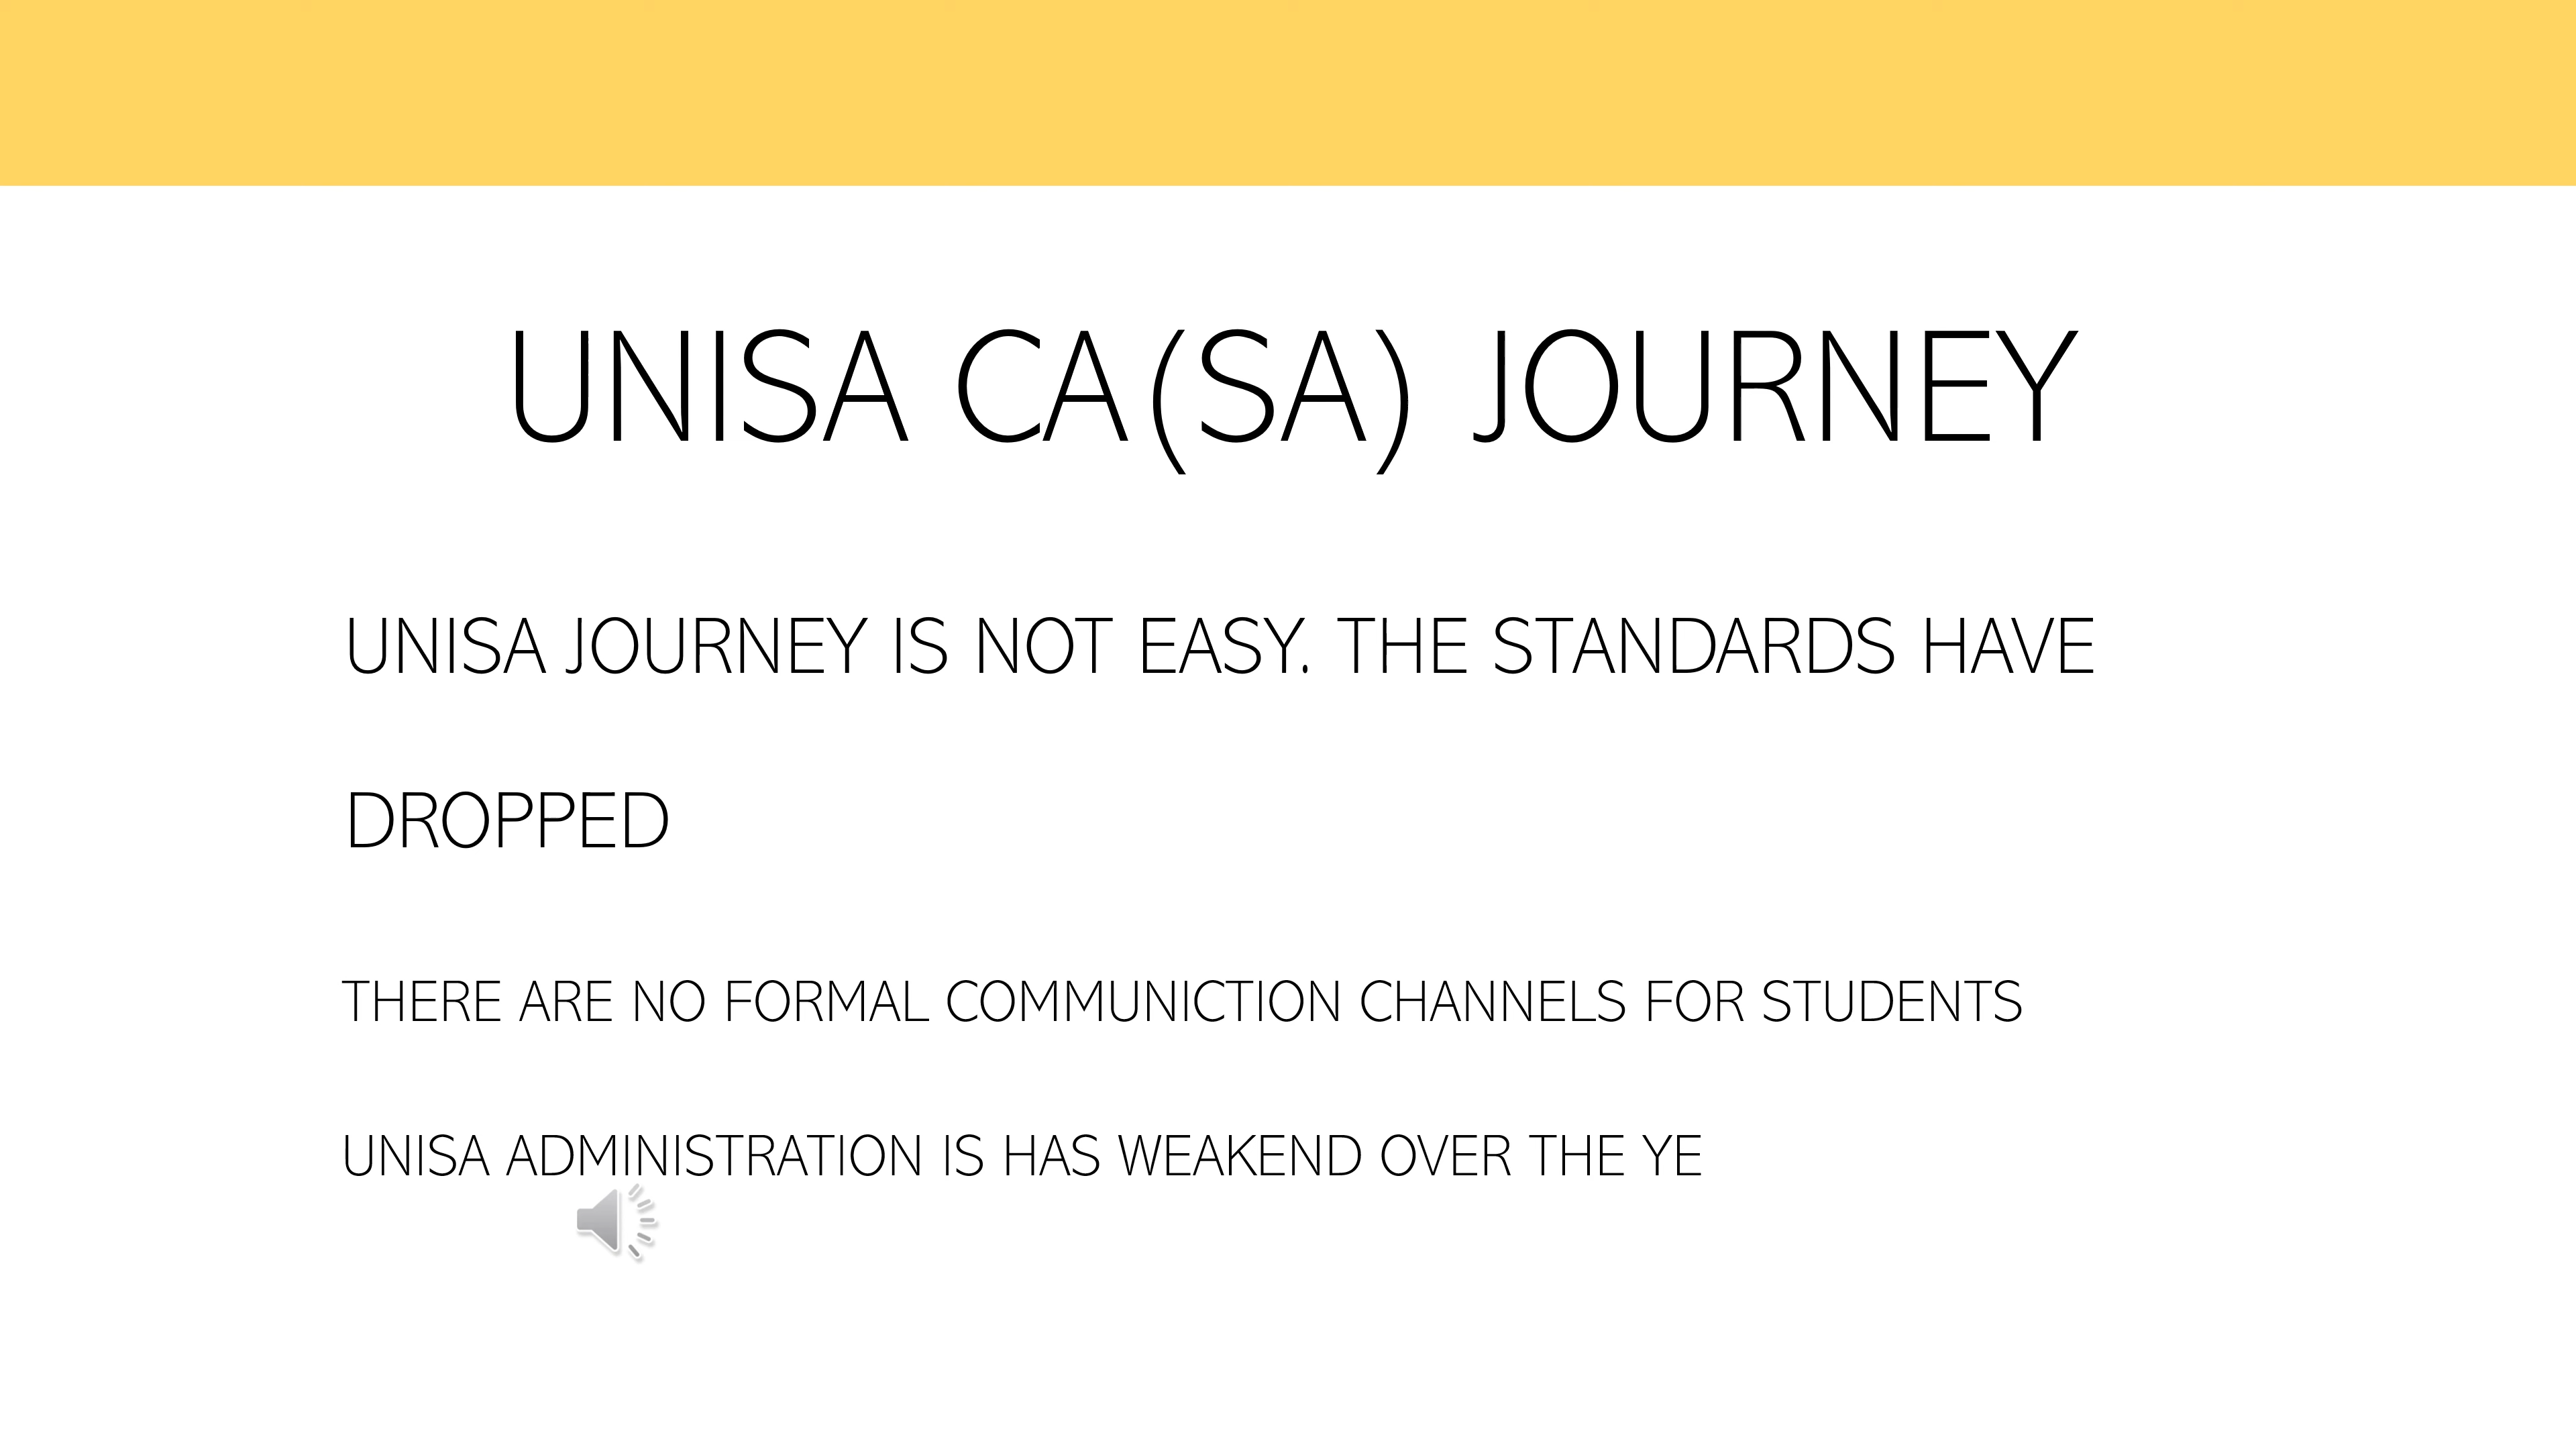 UNISA CA(SA) JOURNEY
UNISA JOURNEY IS NOT EASY. THE STANDARDS HAVE
DROPPED
THERE ARE NO FORMAL COMMUNICTION CHANNELS FOR STUDENTS
UNISA ADMINISTRATION IS HAS WEAKEND OVER THE YE